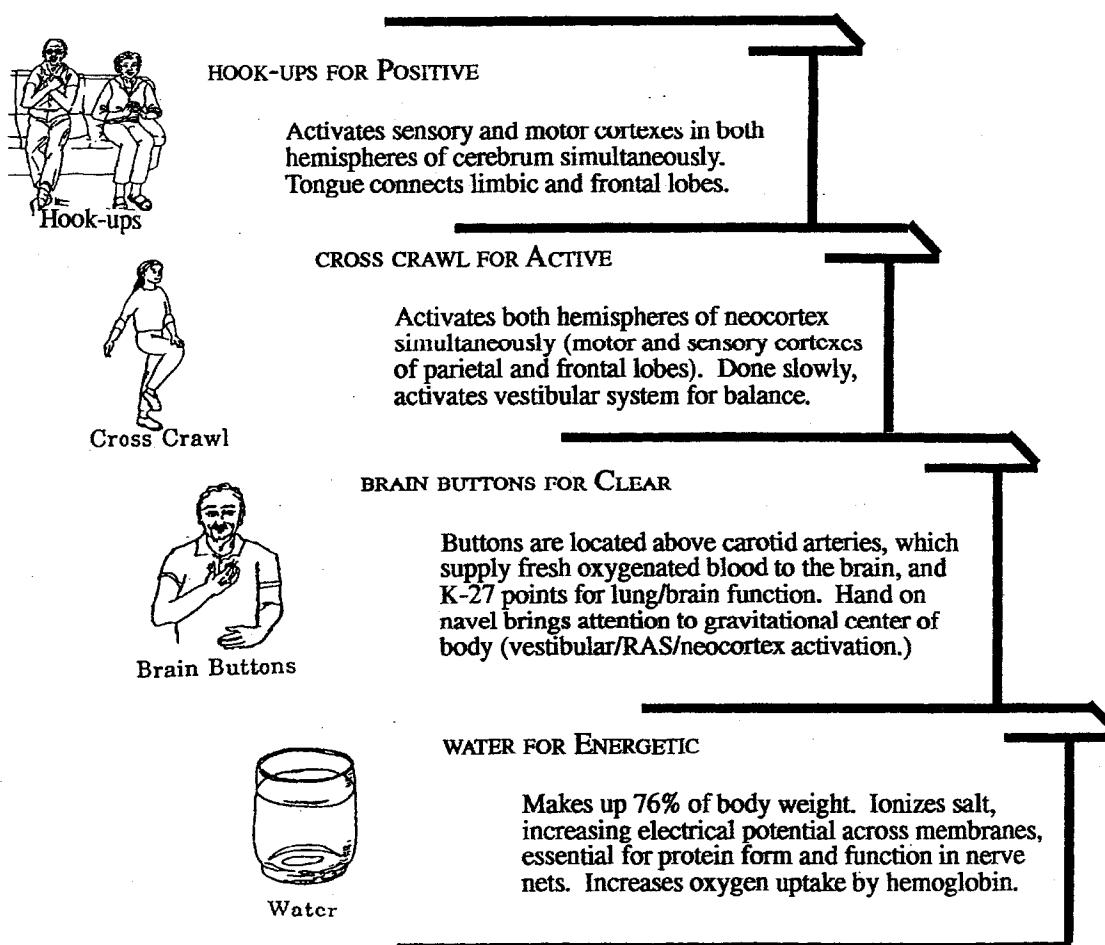 HOOK-UPS FOR POSITIVE
Activates sensory and motor cortexes in both
hemispheres of cerebrum simultaneously.
Tongue connects limbic and frontal lobes.
Hook-ups
CROSS CRAWL FOR ACTIVE
Activates both hemispheres of neocortex
simultaneously (motor and sensory cortexes
of parietal and frontal lobes). Done slowly,
activates vestibular system for balance.
Cross Crawl
BRAIN BUTTONS FOR CLEAR
Buttons are located above carotid arteries, which
supply fresh oxygenated blood to the brain, and
K-27 points for lung/brain function. Hand on
navel brings attention to gravitational center of
body (vestibular/RAS/neocortex activation.)
Brain Buttons
WATER FOR ENERGETIC
Makes up 76% of body weight. Ionizes salt,
increasing electrical potential across membranes,
essential for protein form and function in nerve
nets. Increases oxygen uptake by hemoglobin.
Water